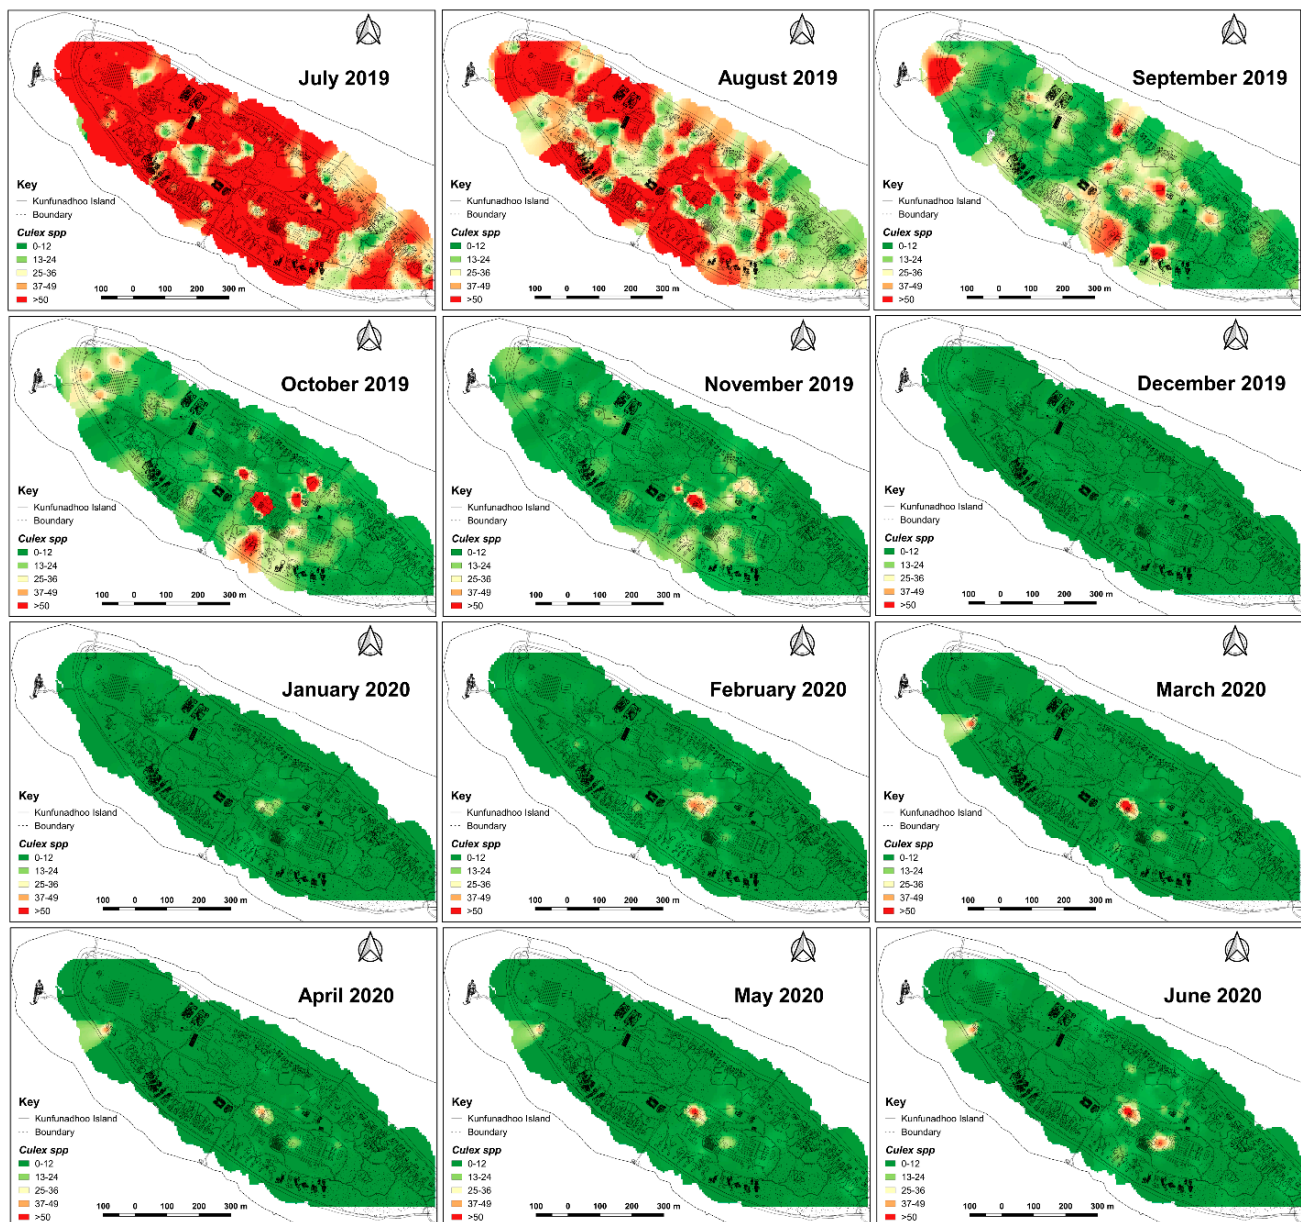 July 2019
Key
Kunfunadhoo Island
Boundary
Culex spp
0-12
13-24
25-36
37-49
>50
100 0 100 300 m
August 2019
Key
Kunfunadhoo Island
Boundary
Culex spp
0-12
13-24
25-36
37-49
>50
100 0 100 300 m
September 2019
Key
Kunfunadhoo Island
Boundary
Culex spp
0-12
13-24
25-36
37-49
>50
100 0 100 300 m
October 2019
Key
Kunfunadhoo Island
Boundary
Culex spp
0-12
13-24
25-36
37-49
>50
100 0 100 300 m
November 2019
Key
Kunfunadhoo Island
Boundary
Culex spp
0-12
13-24
25-36
37-49
>50
100 0 100 300 m
December 2019
Key
Kunfunadhoo Island
Boundary
Culex spp
0-12
13-24
25-36
37-49
>50
100 0 100 300 m
January 2020
Key
Kunfunadhoo Island
Boundary
Culex spp
0-12
13-24
25-36
37-49
>50
100 0 100 300 m
February 2020
Key
Kunfunadhoo Island
Boundary
Culex spp
0-12
13-24
25-36
37-49
>50
100 0 100 300 m
March 2020
Key
Kunfunadhoo Island
Boundary
Culex spp
0-12
13-24
25-36
37-49
>50
100 0 100 300 m
April 2020
Key
Kunfunadhoo Island
Boundary
Culex spp
0-12
13-24
25-36
37-49
>50
100 0 100 300 m
May 2020
Key
Kunfunadhoo Island
Boundary
Culex spp
0-12
13-24
25-36
37-49
>50
100 0 100 300 m
June 2020
Key
Kunfunadhoo Island
Boundary
Culex spp
0-12
13-24
25-36
37-49
>50
100 0 100 300 m